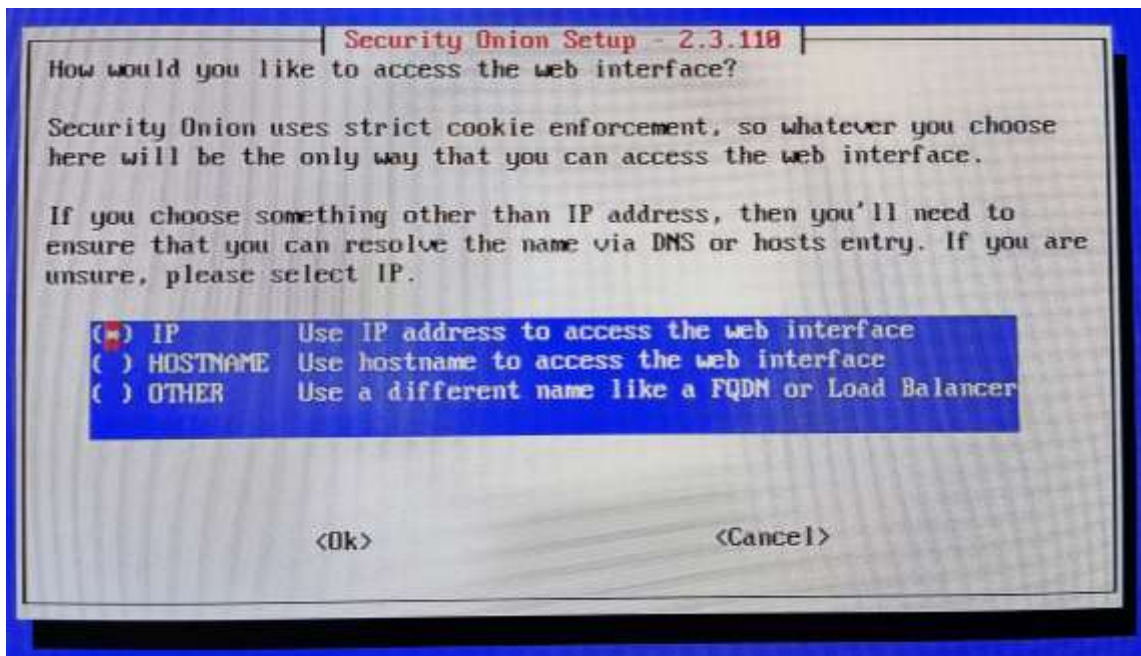 Security Onion Setup - 2.3.110
How would you like to access the web interface?
Security Onion uses strict cookie enforcement, so whatever you choose
here will be the only way that you can access the web interface.
If you choose something other than IP address, then you'll need to
ensure that you can resolve the name via DNS or hosts entry. If you are
unsure, please select IP.
(*) IP Use IP address to access the web interface
( ) HOSTNAME Use hostname to access the web interface
( ) OTHER Use a different name like a FQDN or Load Balancer
<Ok> <Cancel>